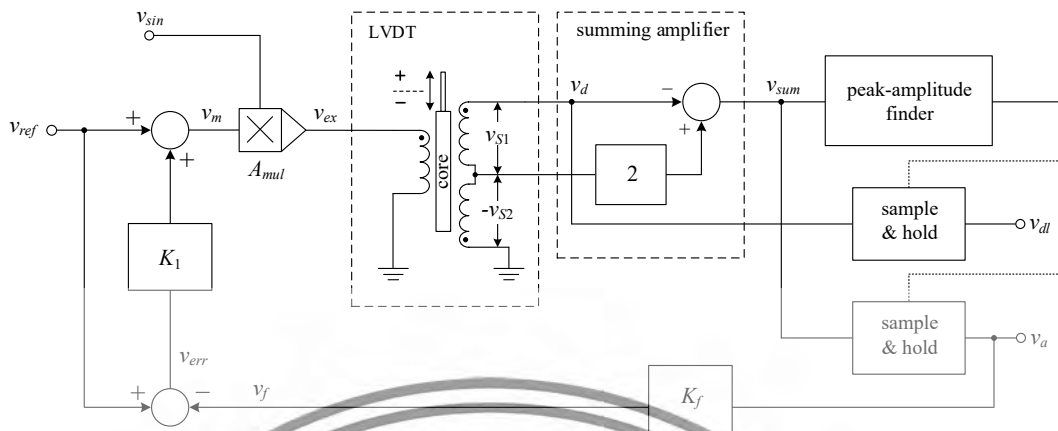 v_sin
LVDT
summing amplifier
+
−
v_ref
+
v_m
+
A_mul
v_ex
core
v_S1
-v_S2
v_d
−
+
2
v_sum
peak-amplitude
finder
sample
& hold
v_dl
K_1
sample
& hold
v_a
v_err
+
−
v_f
K_f